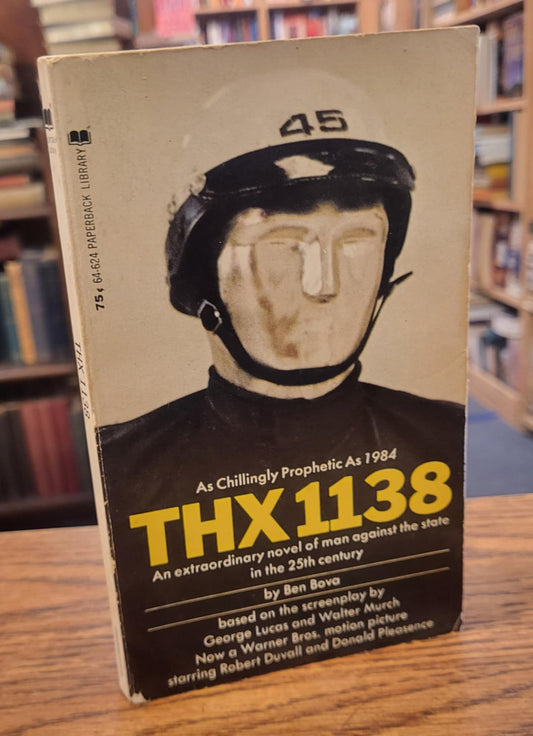 45
75¢ 64-624 PAPERBACK LIBRARY
THX 1138
As Chillingly Prophetic As 1984
THX 1138
An extraordinary novel of man against the state
in the 25th century
by Ben Bova
based on the screenplay by
George Lucas and Walter Murch
Now a Warner Bros. motion picture
starring Robert Duvall and Donald Pleasence